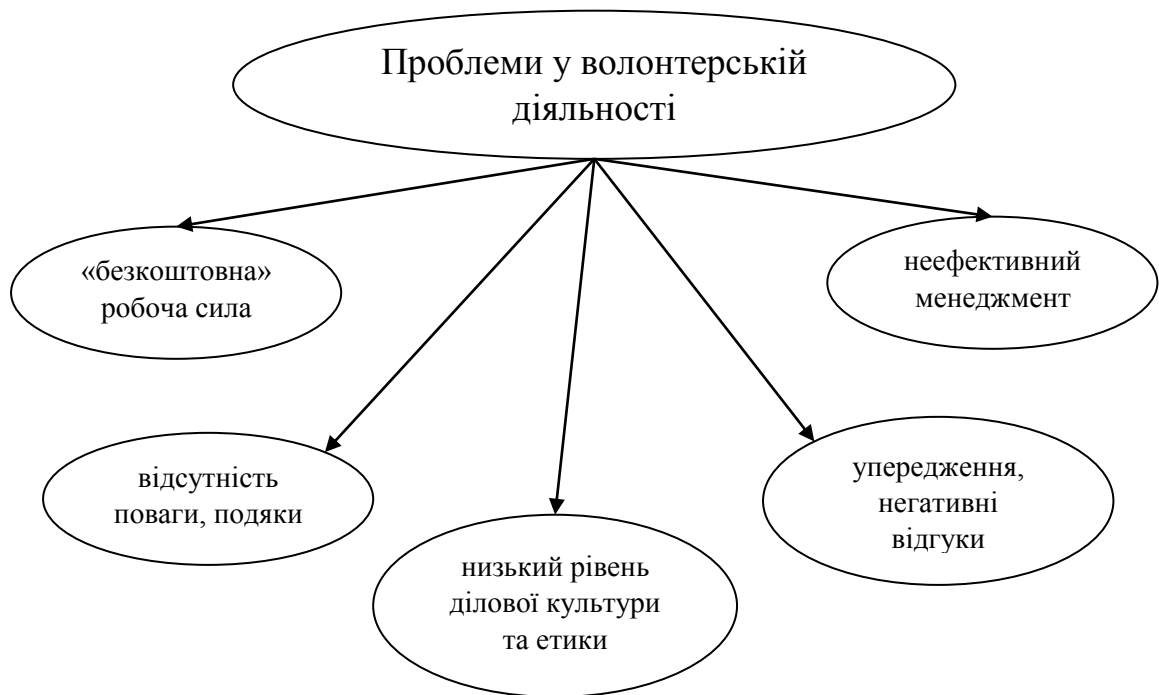 Проблеми у волонтерській
діяльності
«безкоштовна»
робоча сила
неефективний
менеджмент
відсутність
поваги, подяки
упередження,
негативні
відгуки
низький рівень
ділової культури
та етики